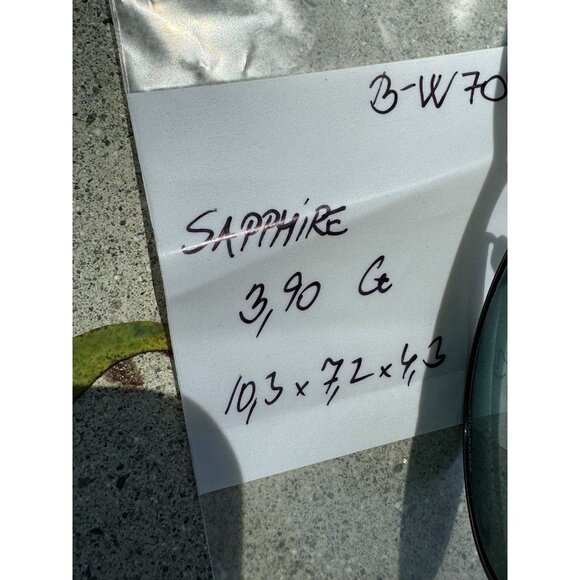 B-W70
SAPPHiRE
3,90 Ct
10,3 x 7,2 x 4,3